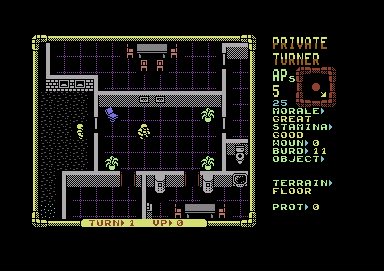 PRIVATE
TURNER
APs
5
25
MORALE
GREAT
STAMINA
GOOD
WOUND 0
BURD 11
OBJECT
TERRAIN
FLOOR
PROT 0
TURN 1 VP 0